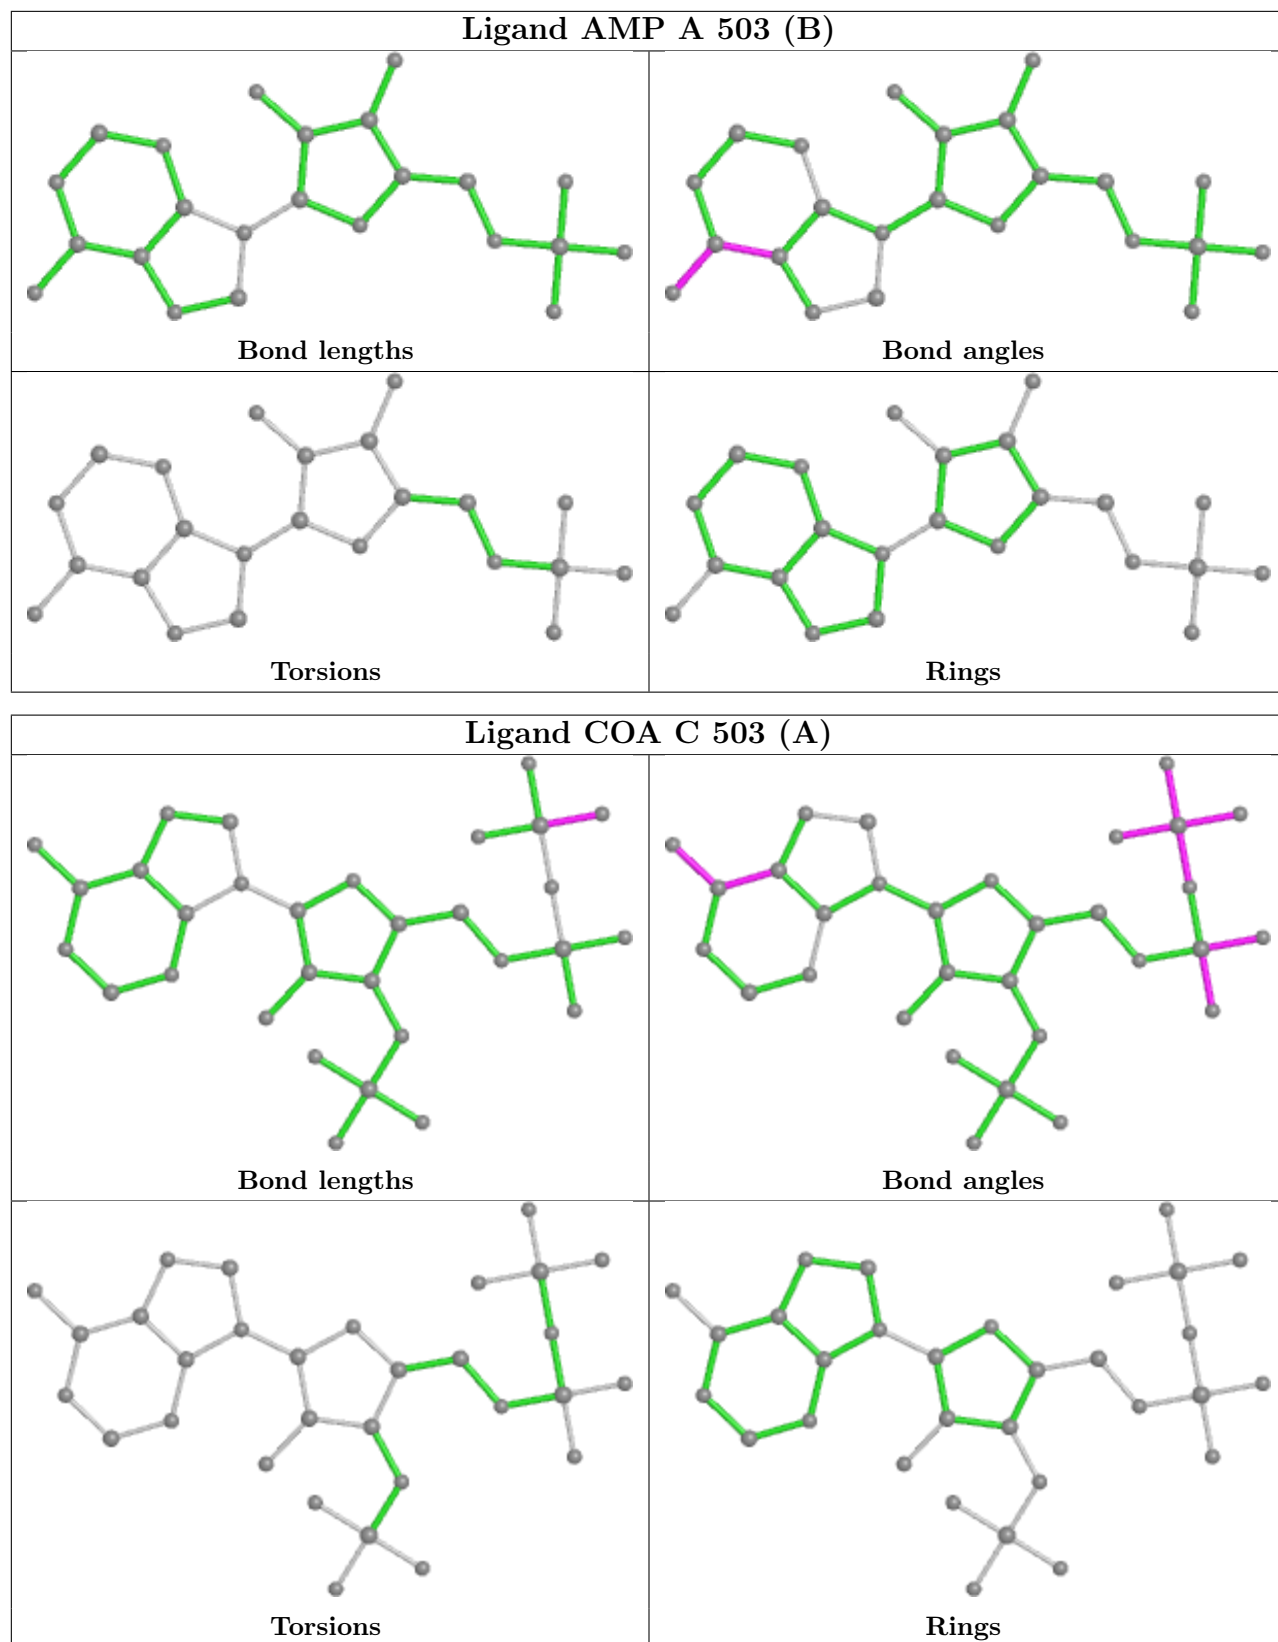 Ligand AMP A 503 (B)
Bond lengths
Bond angles
Torsions
Rings
Ligand COA C 503 (A)
Bond lengths
Bond angles
Torsions
Rings